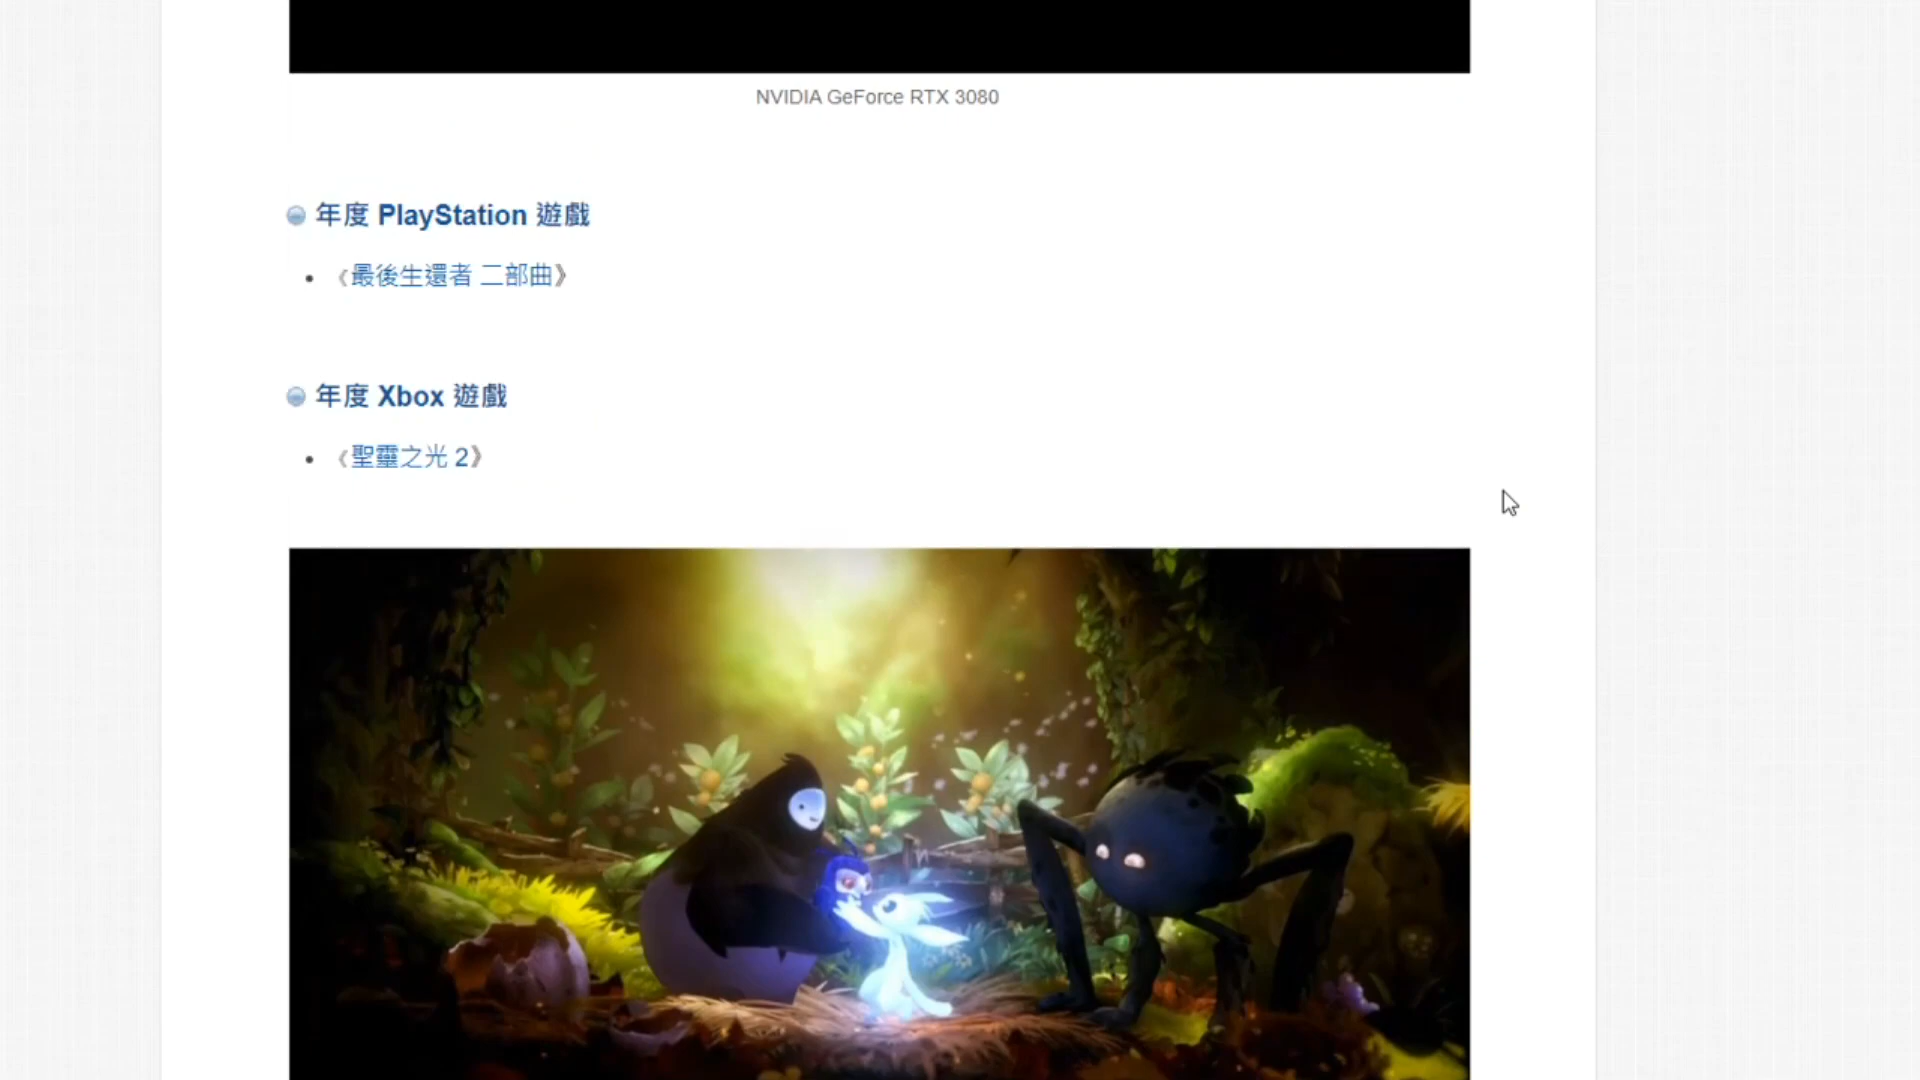 NVIDIA GeForce RTX 3080
年度 PlayStation 遊戲
《最後生還者 二部曲》
年度 Xbox 遊戲
《聖靈之光 2》